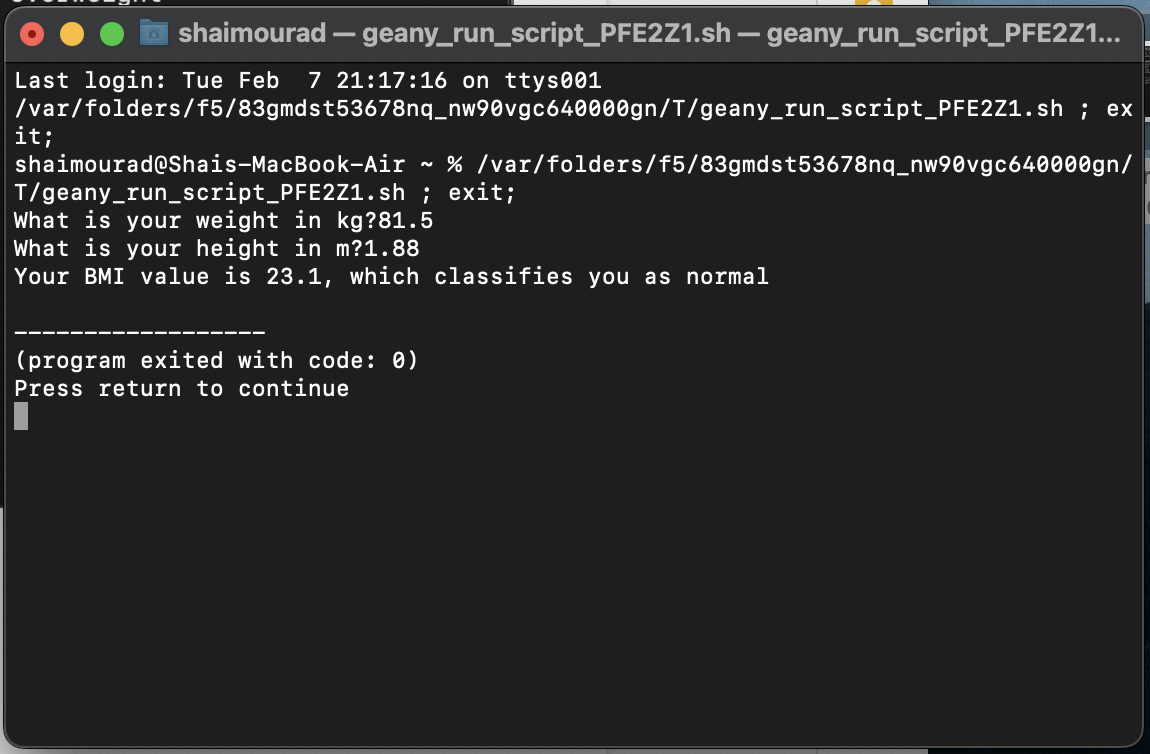 shaimourad — geany_run_script_PFE2Z1.sh — geany_run_script_PFE2Z1...
Last login: Tue Feb  7 21:17:16 on ttys001
/var/folders/f5/83gmdst53678nq_nw90vgc640000gn/T/geany_run_script_PFE2Z1.sh ; ex
it;
shaimourad@Shais-MacBook-Air ~ % /var/folders/f5/83gmdst53678nq_nw90vgc640000gn/
T/geany_run_script_PFE2Z1.sh ; exit;
What is your weight in kg?81.5
What is your height in m?1.88
Your BMI value is 23.1, which classifies you as normal
------------------
(program exited with code: 0)
Press return to continue